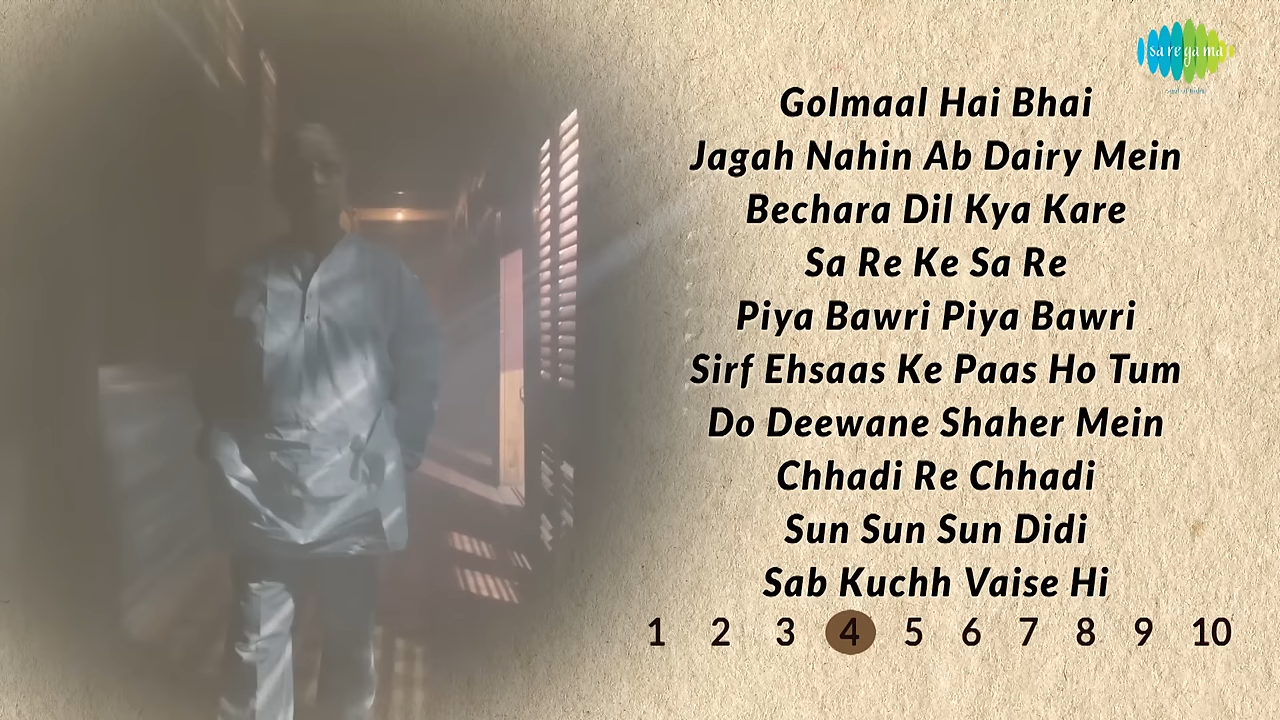 sa re ga ma
Golmaal Hai Bhai
Jagah Nahin Ab Dairy Mein
Bechara Dil Kya Kare
Sa Re Ke Sa Re
Piya Bawri Piya Bawri
Sirf Ehsaas Ke Paas Ho Tum
Do Deewane Shaher Mein
Chhadi Re Chhadi
Sun Sun Sun Didi
Sab Kuchh Vaise Hi
1 2 3 4 5 6 7 8 9 10